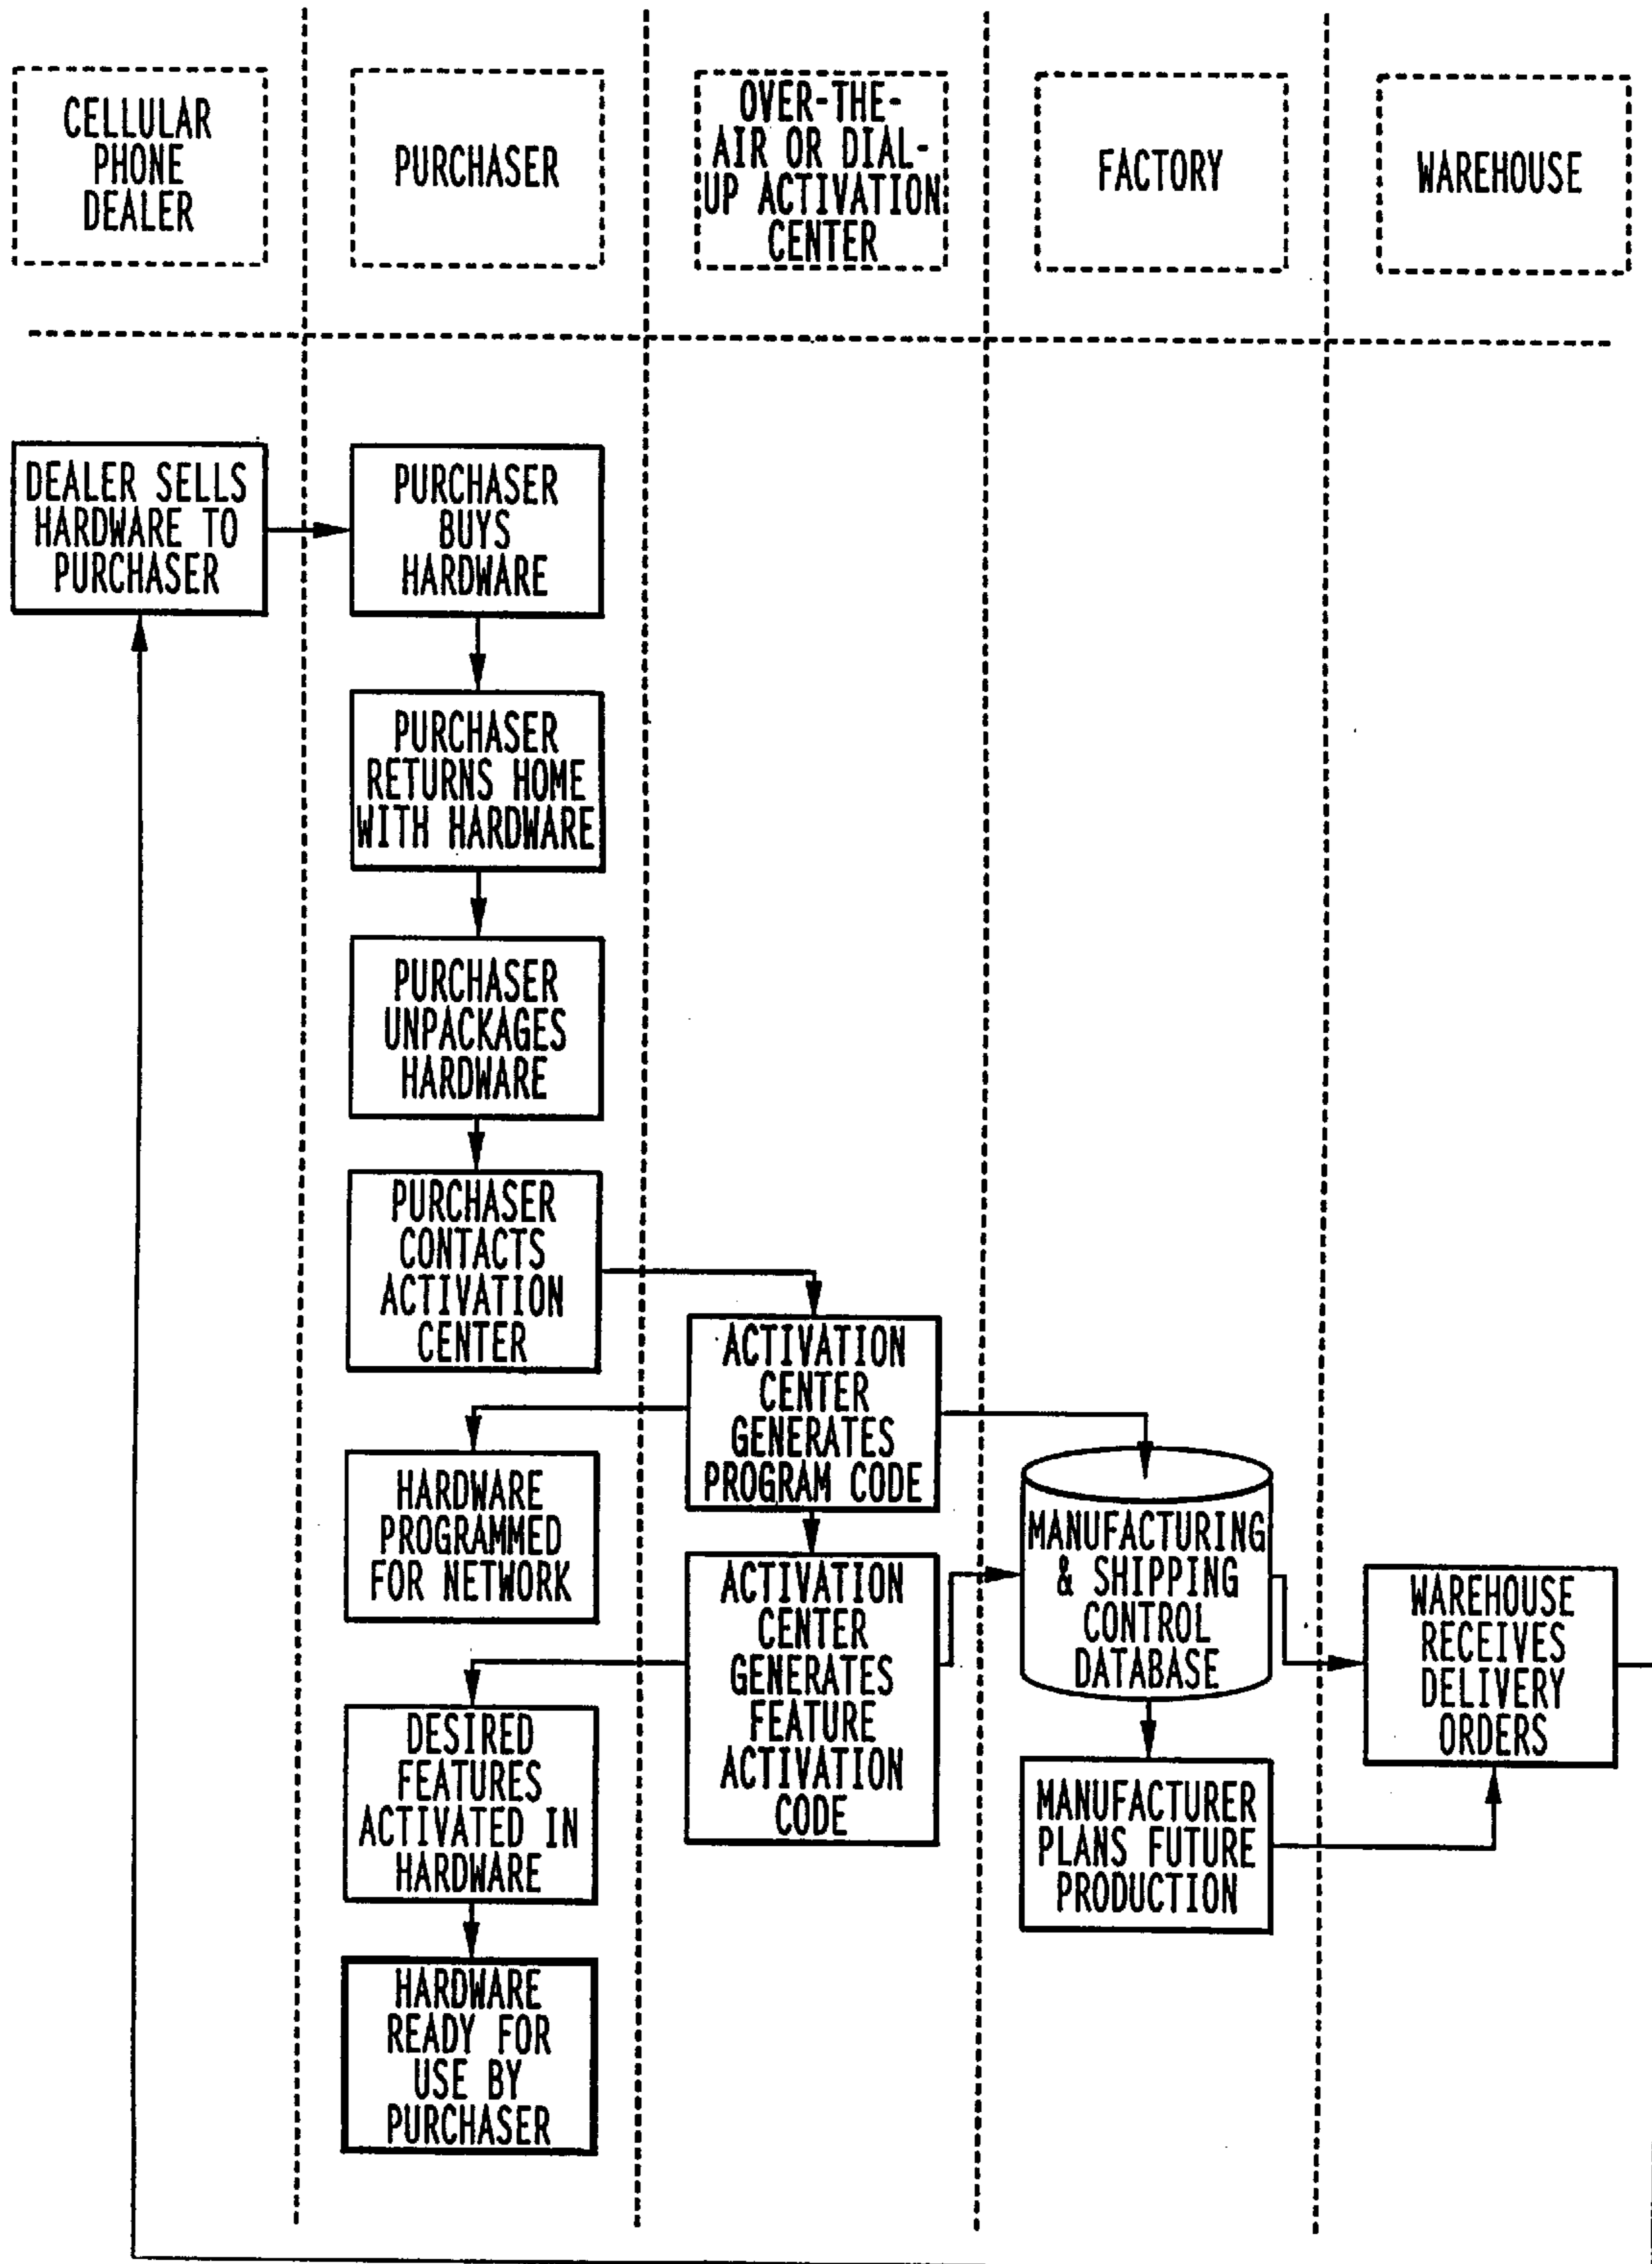 CELLULAR
PHONE
DEALER
PURCHASER
OVER-THE-
AIR OR DIAL-
UP ACTIVATION
CENTER
FACTORY
WAREHOUSE
DEALER SELLS
HARDWARE TO
PURCHASER
PURCHASER
BUYS
HARDWARE
PURCHASER
RETURNS HOME
WITH HARDWARE
PURCHASER
UNPACKAGES
HARDWARE
PURCHASER
CONTACTS
ACTIVATION
CENTER
ACTIVATION
CENTER
GENERATES
PROGRAM CODE
HARDWARE
PROGRAMMED
FOR NETWORK
ACTIVATION
CENTER
GENERATES
FEATURE
ACTIVATION
CODE
MANUFACTURING
& SHIPPING
CONTROL
DATABASE
WAREHOUSE
RECEIVES
DELIVERY
ORDERS
DESIRED
FEATURES
ACTIVATED IN
HARDWARE
MANUFACTURER
PLANS FUTURE
PRODUCTION
HARDWARE
READY FOR
USE BY
PURCHASER